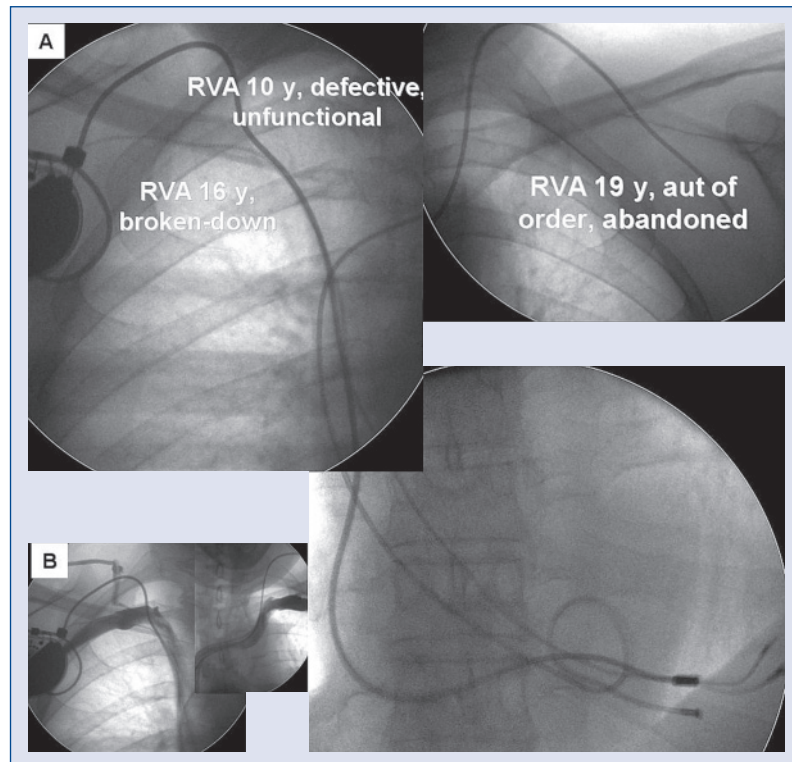 A
RVA 10 y, defective,
unfunctional
RVA 16 y,
broken-down
RVA 19 y, aut of
order, abandoned
B